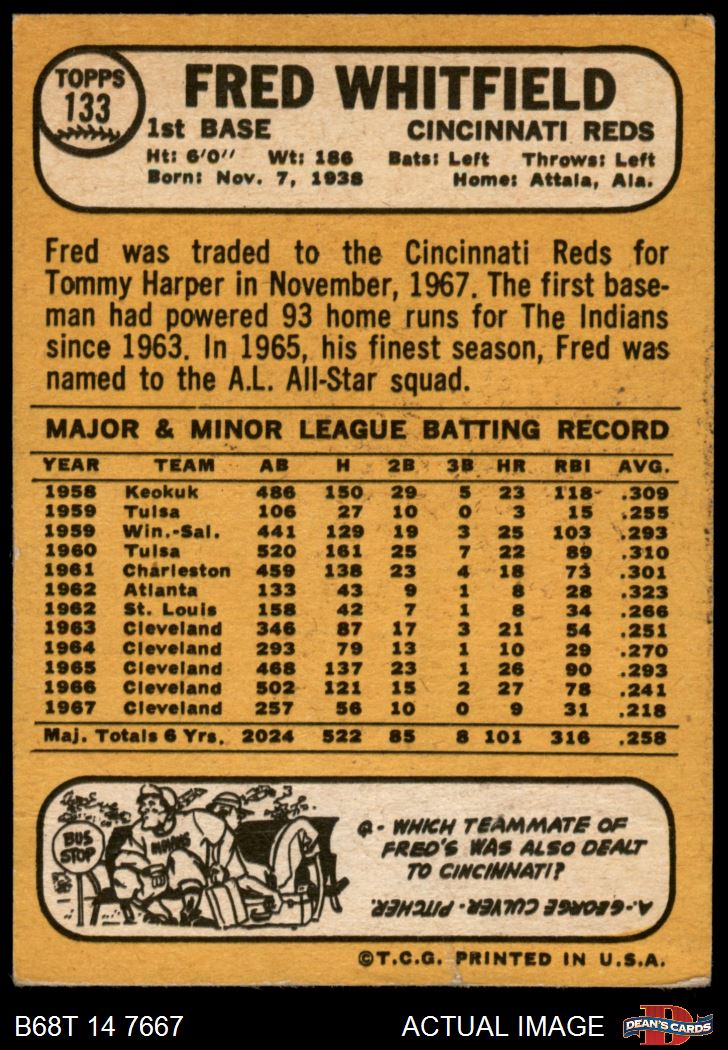 TOPPS
133
FRED WHITFIELD
1st BASE CINCINNATI REDS
Ht: 6'0" Wt: 186 Bats: Left Throws: Left
Born: Nov. 7, 1938 Home: Attala, Ala.
Fred was traded to the Cincinnati Reds for
Tommy Harper in November, 1967. The first base-
man had powered 93 home runs for The Indians
since 1963. In 1965, his finest season, Fred was
named to the A.L. All-Star squad.
MAJOR & MINOR LEAGUE BATTING RECORD
YEAR TEAM AB H 2B 3B HR RBI AVG.
1958 Keokuk 486 150 29 5 23 118 .309
1959 Tulsa 106 27 10 0 3 15 .255
1959 Win.-Sal. 441 129 19 3 25 103 .293
1960 Tulsa 520 161 25 7 22 89 .310
1961 Charleston 459 138 23 4 18 73 .301
1962 Atlanta 133 43 9 1 8 28 .323
1962 St. Louis 158 42 7 1 8 34 .266
1963 Cleveland 346 87 17 3 21 54 .251
1964 Cleveland 293 79 13 1 10 29 .270
1965 Cleveland 468 137 23 1 26 90 .293
1966 Cleveland 502 121 15 2 27 78 .241
1967 Cleveland 257 56 10 0 9 31 .218
Maj. Totals 6 Yrs. 2024 522 85 8 101 316 .258
BUS
STOP
Q- WHICH TEAMMATE OF
FRED'S WAS ALSO DEALT
TO CINCINNATI?
A-GEORGE CULVER, PITCHER.
©T.C.G. PRINTED IN U.S.A.
B68T 14 7667 ACTUAL IMAGE
D
DEAN'S CARDS